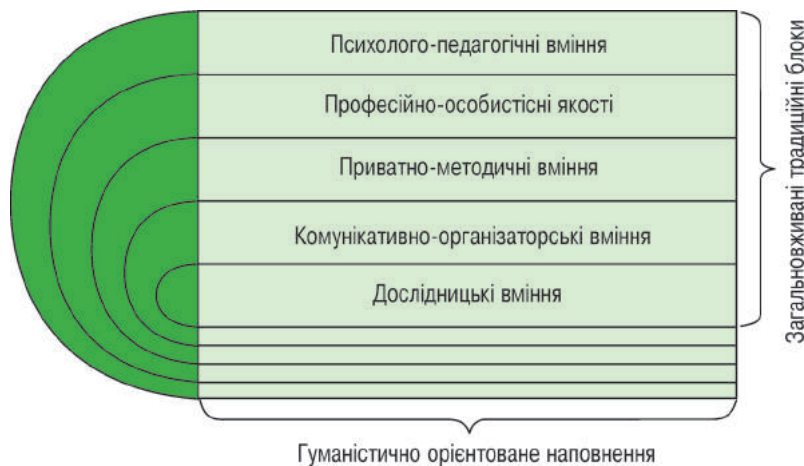 Психолого-педагогічні вміння
Професійно-особистісні якості
Приватно-методичні вміння
Комунікативно-організаторські вміння
Дослідницькі вміння
Загальновживані традиційні блоки
Гуманістично орієнтоване наповнення